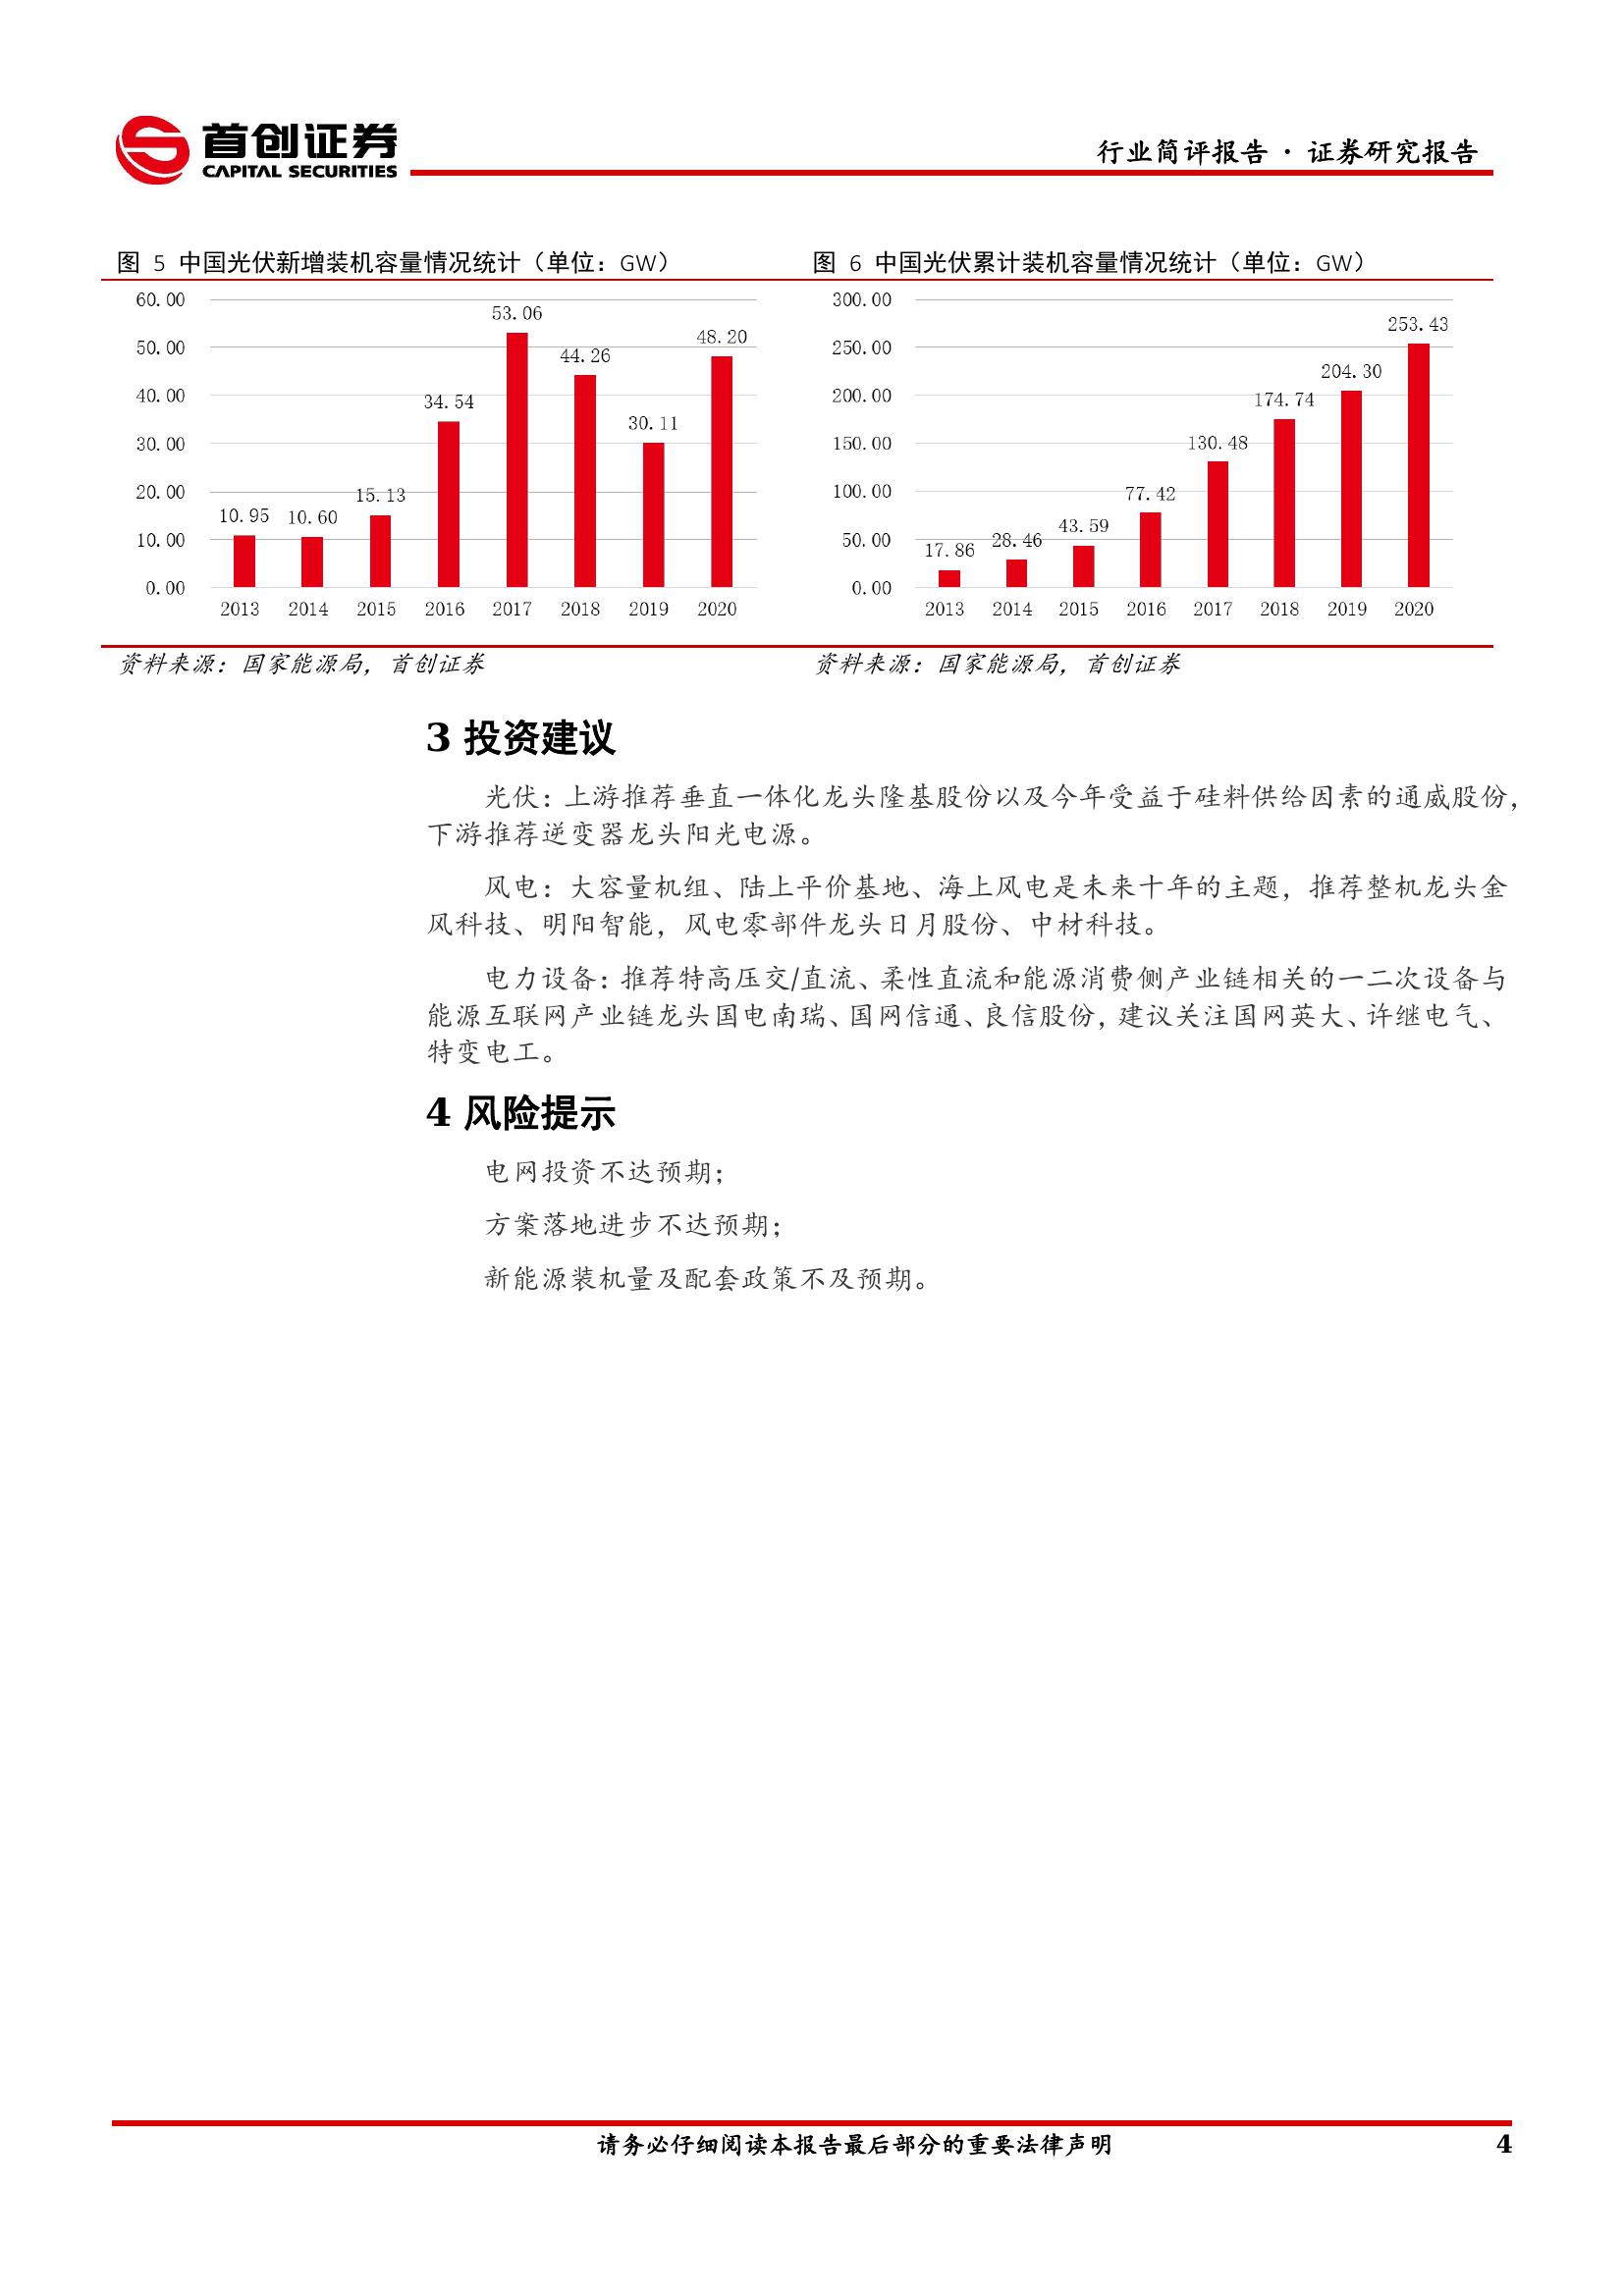 首创证券
CAPITAL SECURITIES
行业简评报告 · 证券研究报告
图 5 中国光伏新增装机容量情况统计（单位：GW）
60.00
50.00
40.00
30.00
20.00
10.00
0.00
10.95
10.60
15.13
34.54
53.06
44.26
30.11
48.20
2013 2014 2015 2016 2017 2018 2019 2020
资料来源：国家能源局，首创证券
图 6 中国光伏累计装机容量情况统计（单位：GW）
300.00
250.00
200.00
150.00
100.00
50.00
0.00
17.86
28.46
43.59
77.42
130.48
174.74
204.30
253.43
2013 2014 2015 2016 2017 2018 2019 2020
资料来源：国家能源局，首创证券
3 投资建议
光伏：上游推荐垂直一体化龙头隆基股份以及今年受益于硅料供给因素的通威股份，
下游推荐逆变器龙头阳光电源。
风电：大容量机组、陆上平价基地、海上风电是未来十年的主题，推荐整机龙头金
风科技、明阳智能，风电零部件龙头日月股份、中材科技。
电力设备：推荐特高压交/直流、柔性直流和能源消费侧产业链相关的一二次设备与
能源互联网产业链龙头国电南瑞、国网信通、良信股份，建议关注国网英大、许继电气、
特变电工。
4 风险提示
电网投资不达预期；
方案落地进步不达预期；
新能源装机量及配套政策不及预期。
请务必仔细阅读本报告最后部分的重要法律声明
4